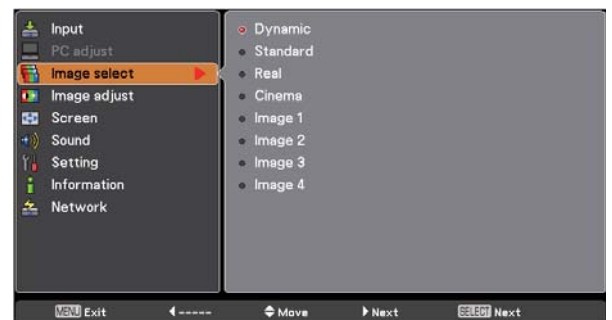 Input
PC adjust
Image select
Image adjust
Screen
Sound
Setting
Information
Network
Dynamic
Standard
Real
Cinema
Image 1
Image 2
Image 3
Image 4
MENU Exit ----- Move Next SELECT Next